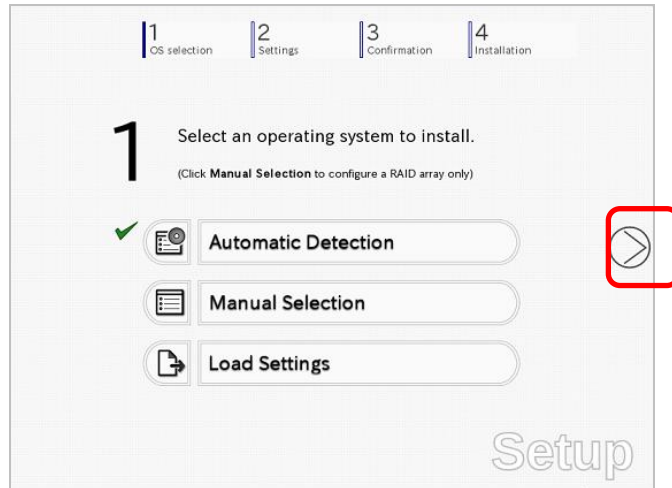 1 2 3 4
OS selection Settings Confirmation Installation
1 Select an operating system to install.
(Click Manual Selection to configure a RAID array only)
Automatic Detection
Manual Selection
Load Settings
Setup